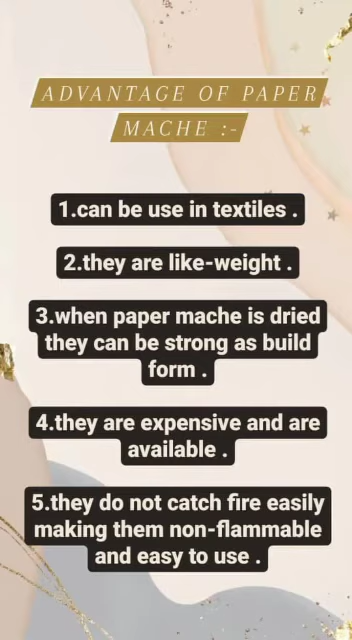 ADVANTAGE OF PAPER
MACHE :-
1.can be use in textiles .
2.they are like-weight .
3.when paper mache is dried
they can be strong as build
form .
4.they are expensive and are
available .
5.they do not catch fire easily
making them non-flammable
and easy to use .